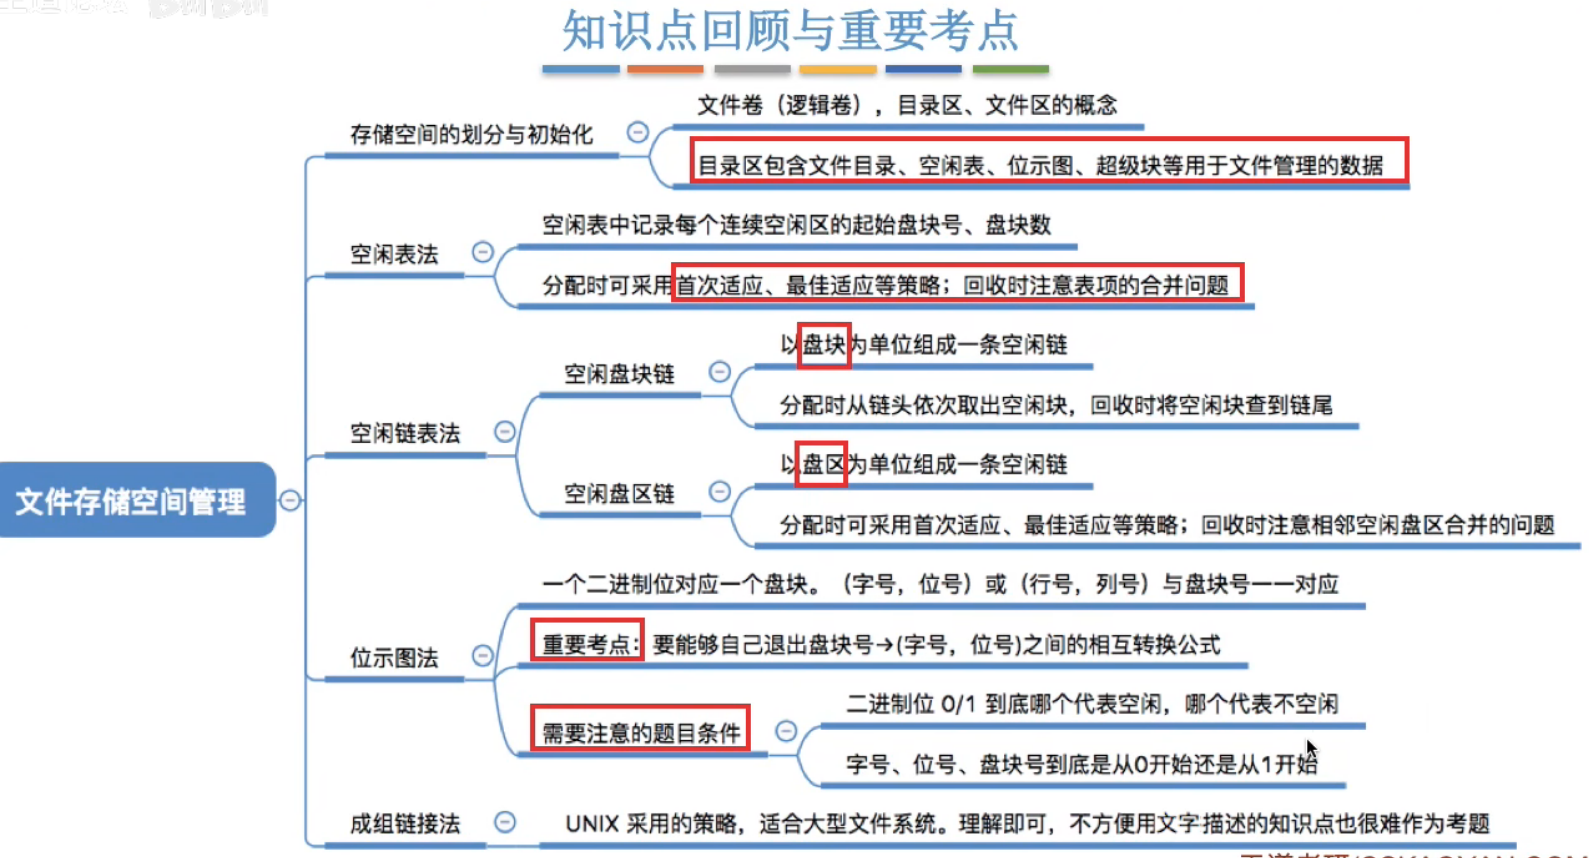 知识点回顾与重要考点
文件卷（逻辑卷），目录区、文件区的概念
存储空间的划分与初始化
目录区包含文件目录、空闲表、位示图、超级块等用于文件管理的数据
空闲表中记录每个连续空闲区的起始盘块号、盘块数
空闲表法
分配时可采用首次适应、最佳适应等策略；回收时注意表项的合并问题
以盘块为单位组成一条空闲链
空闲盘块链
分配时从链头依次取出空闲块，回收时将空闲块查到链尾
空闲链表法
以盘区为单位组成一条空闲链
空闲盘区链
分配时可采用首次适应、最佳适应等策略；回收时注意相邻空闲盘区合并的问题
文件存储空间管理
一个二进制位对应一个盘块。（字号，位号）或（行号，列号）与盘块号一一对应
重要考点：要能够自己退出盘块号→(字号，位号)之间的相互转换公式
位示图法
二进制位 0/1 到底哪个代表空闲，哪个代表不空闲
需要注意的题目条件
字号、位号、盘块号到底是从0开始还是从1开始
成组链接法
UNIX 采用的策略，适合大型文件系统。理解即可，不方便用文字描述的知识点也很难作为考题